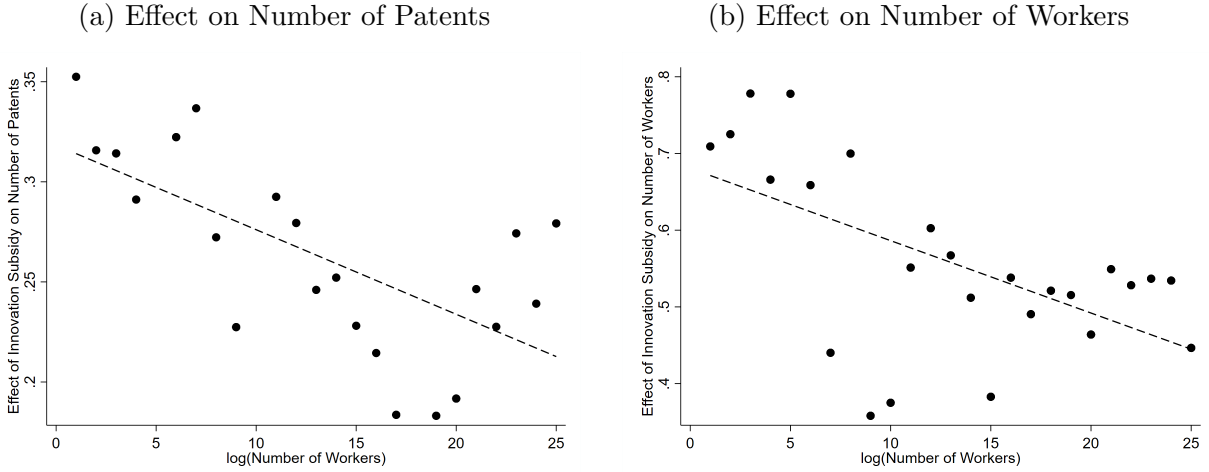 (a) Effect on Number of Patents
Effect of Innovation Subsidy on Number of Patents
.35
.3
.25
.2
0 5 10 15 20 25
log(Number of Workers)
(b) Effect on Number of Workers
Effect of Innovation Subsidy on Number of Workers
.8
.7
.6
.5
.4
0 5 10 15 20 25
log(Number of Workers)